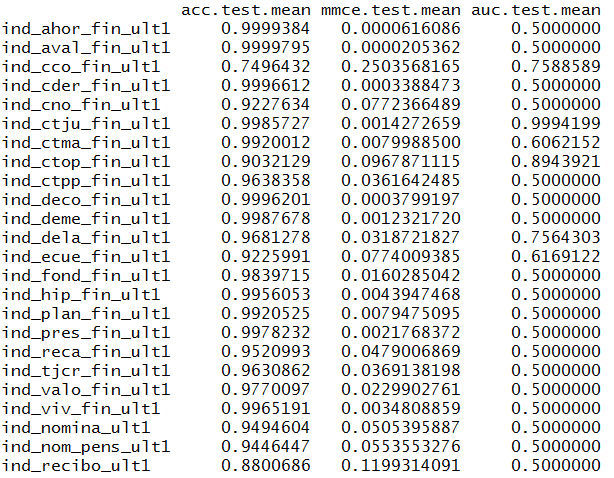 acc.test.mean mmce.test.mean auc.test.mean
ind_ahor_fin_ult1 0.9999384 0.0000616086 0.5000000
ind_aval_fin_ult1 0.9999795 0.0000205362 0.5000000
ind_cco_fin_ult1 0.7496432 0.2503568165 0.7588589
ind_cder_fin_ult1 0.9996612 0.0003388473 0.5000000
ind_cno_fin_ult1 0.9227634 0.0772366489 0.5000000
ind_ctju_fin_ult1 0.9985727 0.0014272659 0.9994199
ind_ctma_fin_ult1 0.9920012 0.0079988500 0.6062152
ind_ctop_fin_ult1 0.9032129 0.0967871115 0.8943921
ind_ctpp_fin_ult1 0.9638358 0.0361642485 0.5000000
ind_deco_fin_ult1 0.9996201 0.0003799197 0.5000000
ind_deme_fin_ult1 0.9987678 0.0012321720 0.5000000
ind_dela_fin_ult1 0.9681278 0.0318721827 0.7564303
ind_ecue_fin_ult1 0.9225991 0.0774009385 0.6169122
ind_fond_fin_ult1 0.9839715 0.0160285042 0.5000000
ind_hip_fin_ult1 0.9956053 0.0043947468 0.5000000
ind_plan_fin_ult1 0.9920525 0.0079475095 0.5000000
ind_pres_fin_ult1 0.9978232 0.0021768372 0.5000000
ind_reca_fin_ult1 0.9520993 0.0479006869 0.5000000
ind_tjcr_fin_ult1 0.9630862 0.0369138198 0.5000000
ind_valo_fin_ult1 0.9770097 0.0229902761 0.5000000
ind_viv_fin_ult1 0.9965191 0.0034808859 0.5000000
ind_nomina_ult1 0.9494604 0.0505395887 0.5000000
ind_nom_pens_ult1 0.9446447 0.0553553276 0.5000000
ind_recibo_ult1 0.8800686 0.1199314091 0.5000000